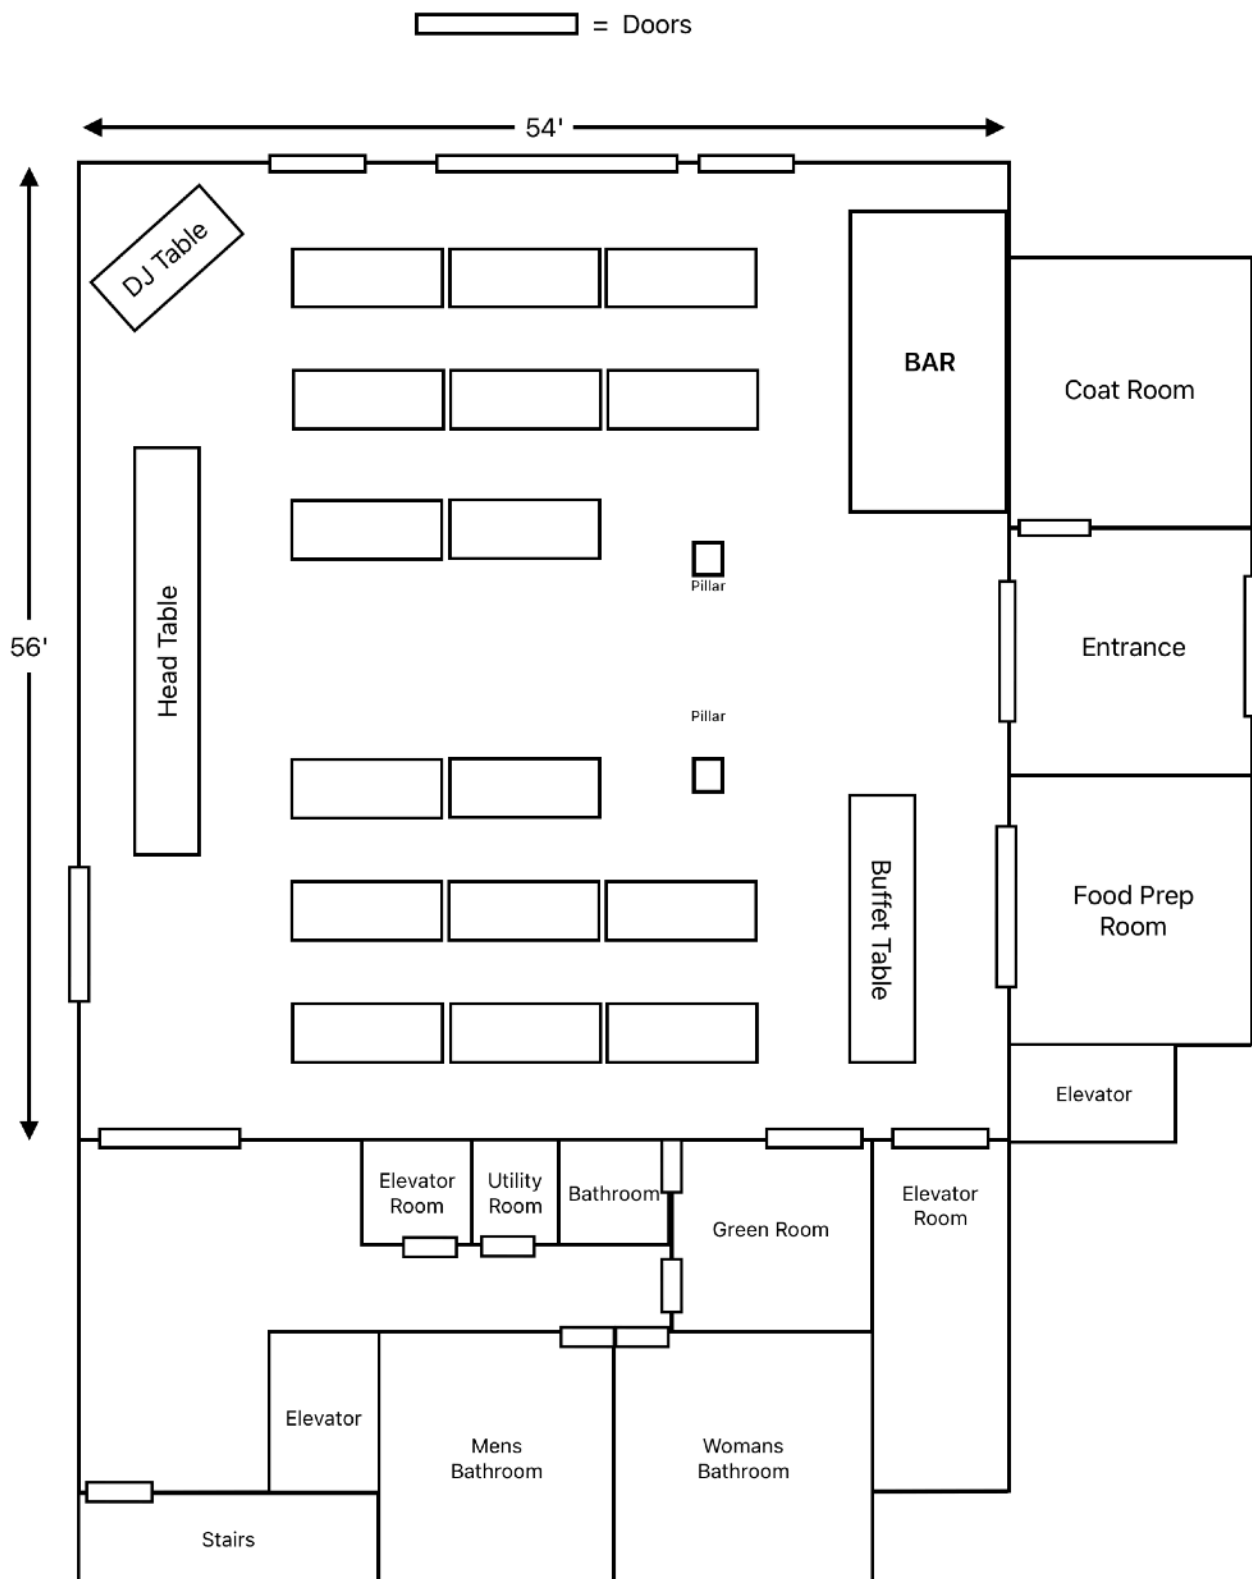 = Doors
54'
DJ Table
BAR
Coat Room
Pillar
Head Table
56'
Entrance
Pillar
Buffet Table
Food Prep
Room
Elevator
Elevator
Room
Utility
Room
Bathroom
Green Room
Elevator
Room
Elevator
Mens
Bathroom
Womans
Bathroom
Stairs